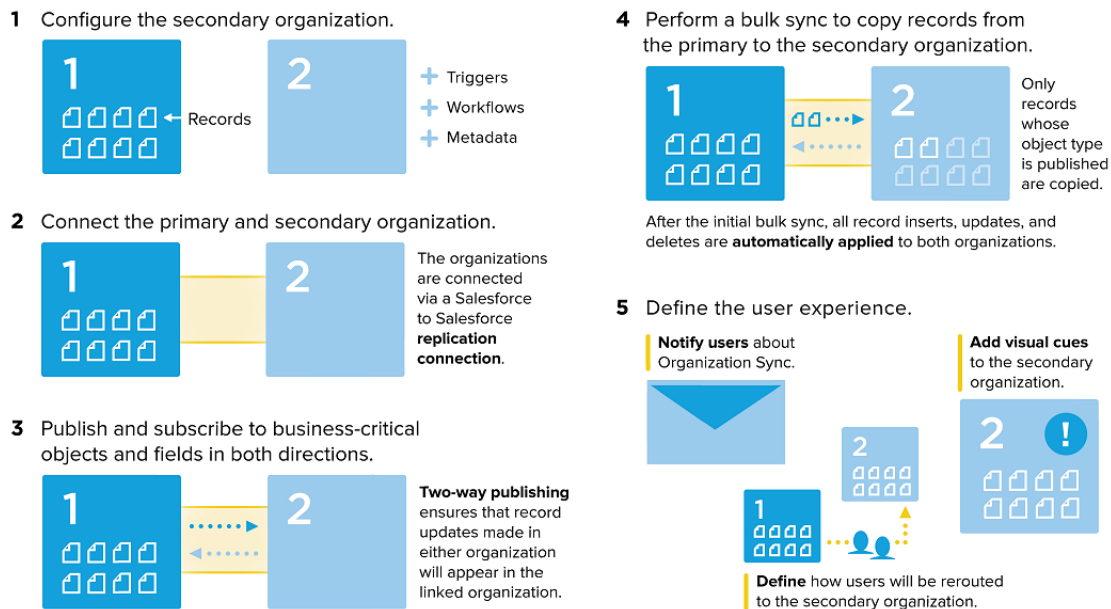 1 Configure the secondary organization.
1
2
Records
Triggers
Workflows
Metadata
2 Connect the primary and secondary organization.
1
2
The organizations
are connected
via a Salesforce
to Salesforce
replication
connection.
3 Publish and subscribe to business-critical
objects and fields in both directions.
1
2
Two-way publishing
ensures that record
updates made in
either organization
will appear in the
linked organization.
4 Perform a bulk sync to copy records from
the primary to the secondary organization.
1
2
Only
records
whose
object type
is published
are copied.
After the initial bulk sync, all record inserts, updates, and
deletes are automatically applied to both organizations.
5 Define the user experience.
Notify users about
Organization Sync.
Add visual cues
to the secondary
organization.
2
!
2
1
Define how users will be rerouted
to the secondary organization.